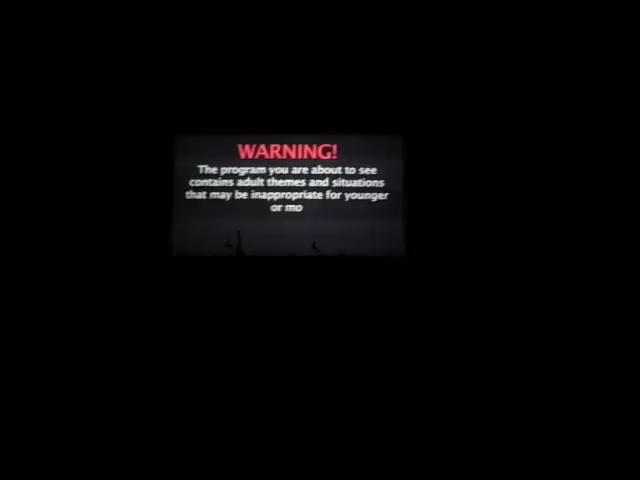 WARNING!
The program you are about to see
contains adult themes and situations
that may be inappropriate for younger
or mo